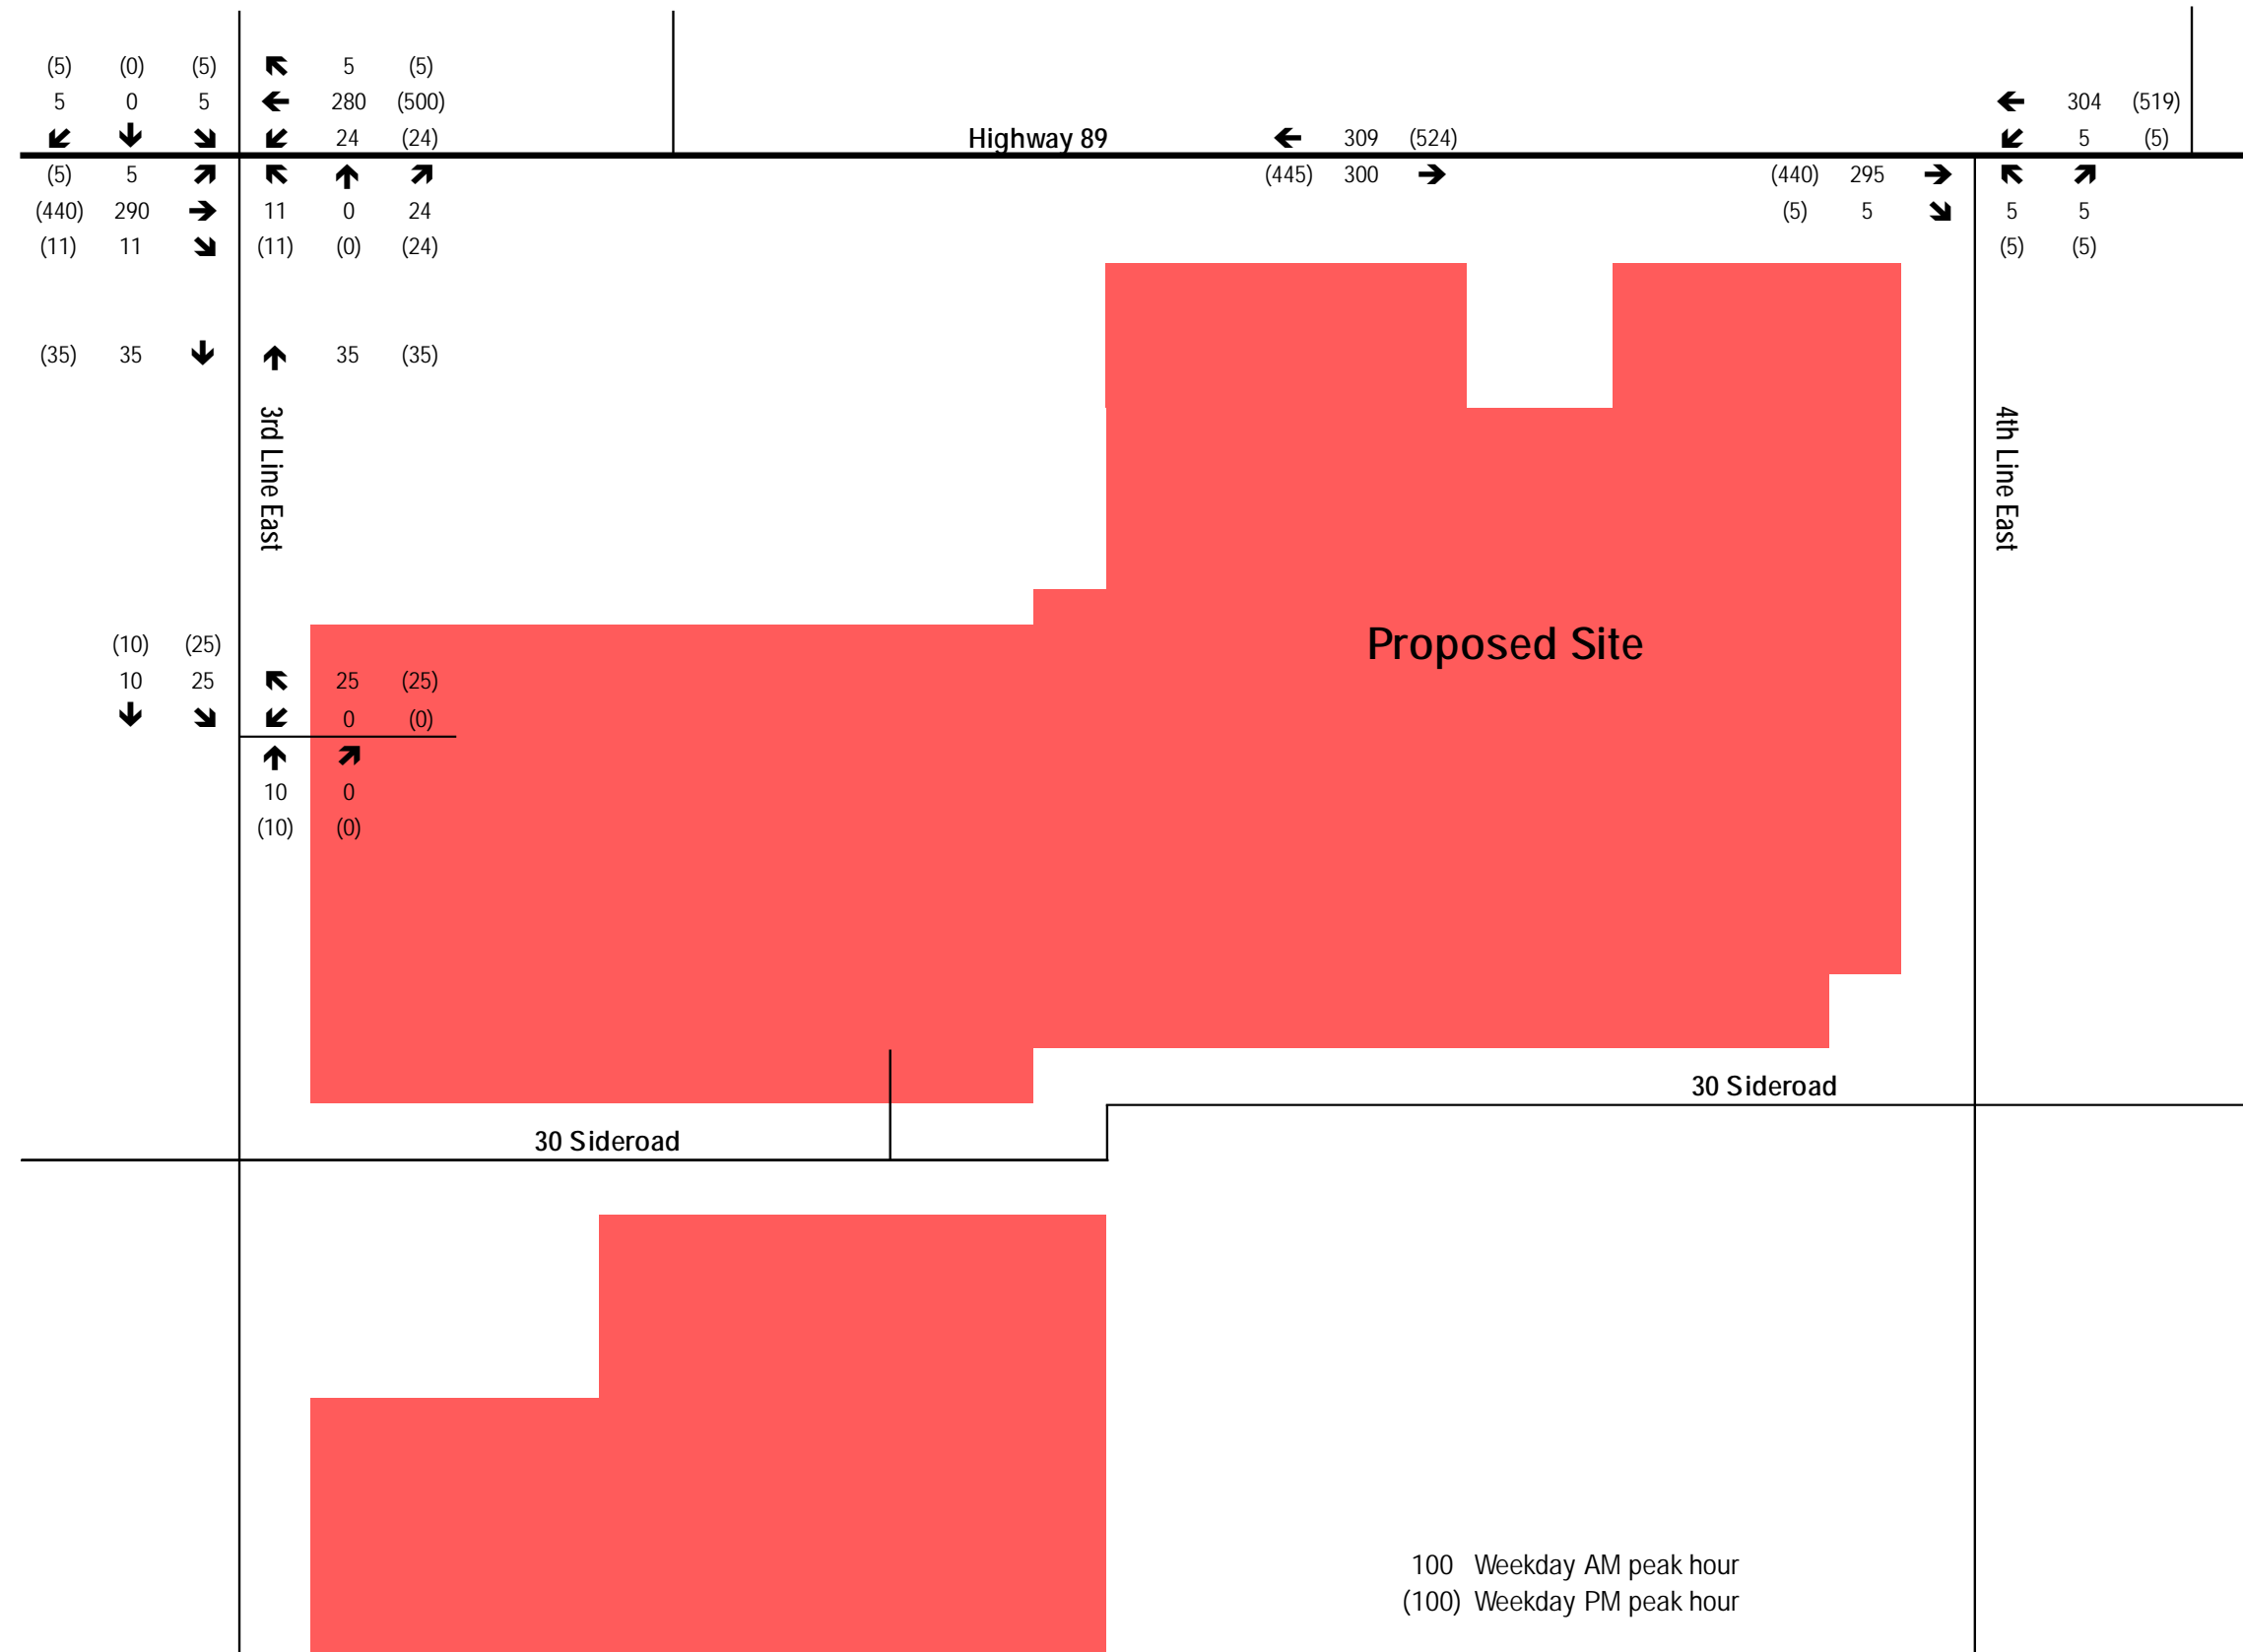 (5) (0) (5) 5 (5)
5 0 5 280 (500) 304 (519)
24 (24) Highway 89 309 (524) 5 (5)
(5) 5 (445) 300 (440) 295
(440) 290 11 0 24 (5) 5 5 5
(11) 11 (11) (0) (24) (5) (5)
(35) 35 35 (35)
3rd Line East
4th Line East
(10) (25) Proposed Site
10 25 25 (25)
0 (0)
10 0
(10) (0)
30 Sideroad
30 Sideroad
100 Weekday AM peak hour
(100) Weekday PM peak hour